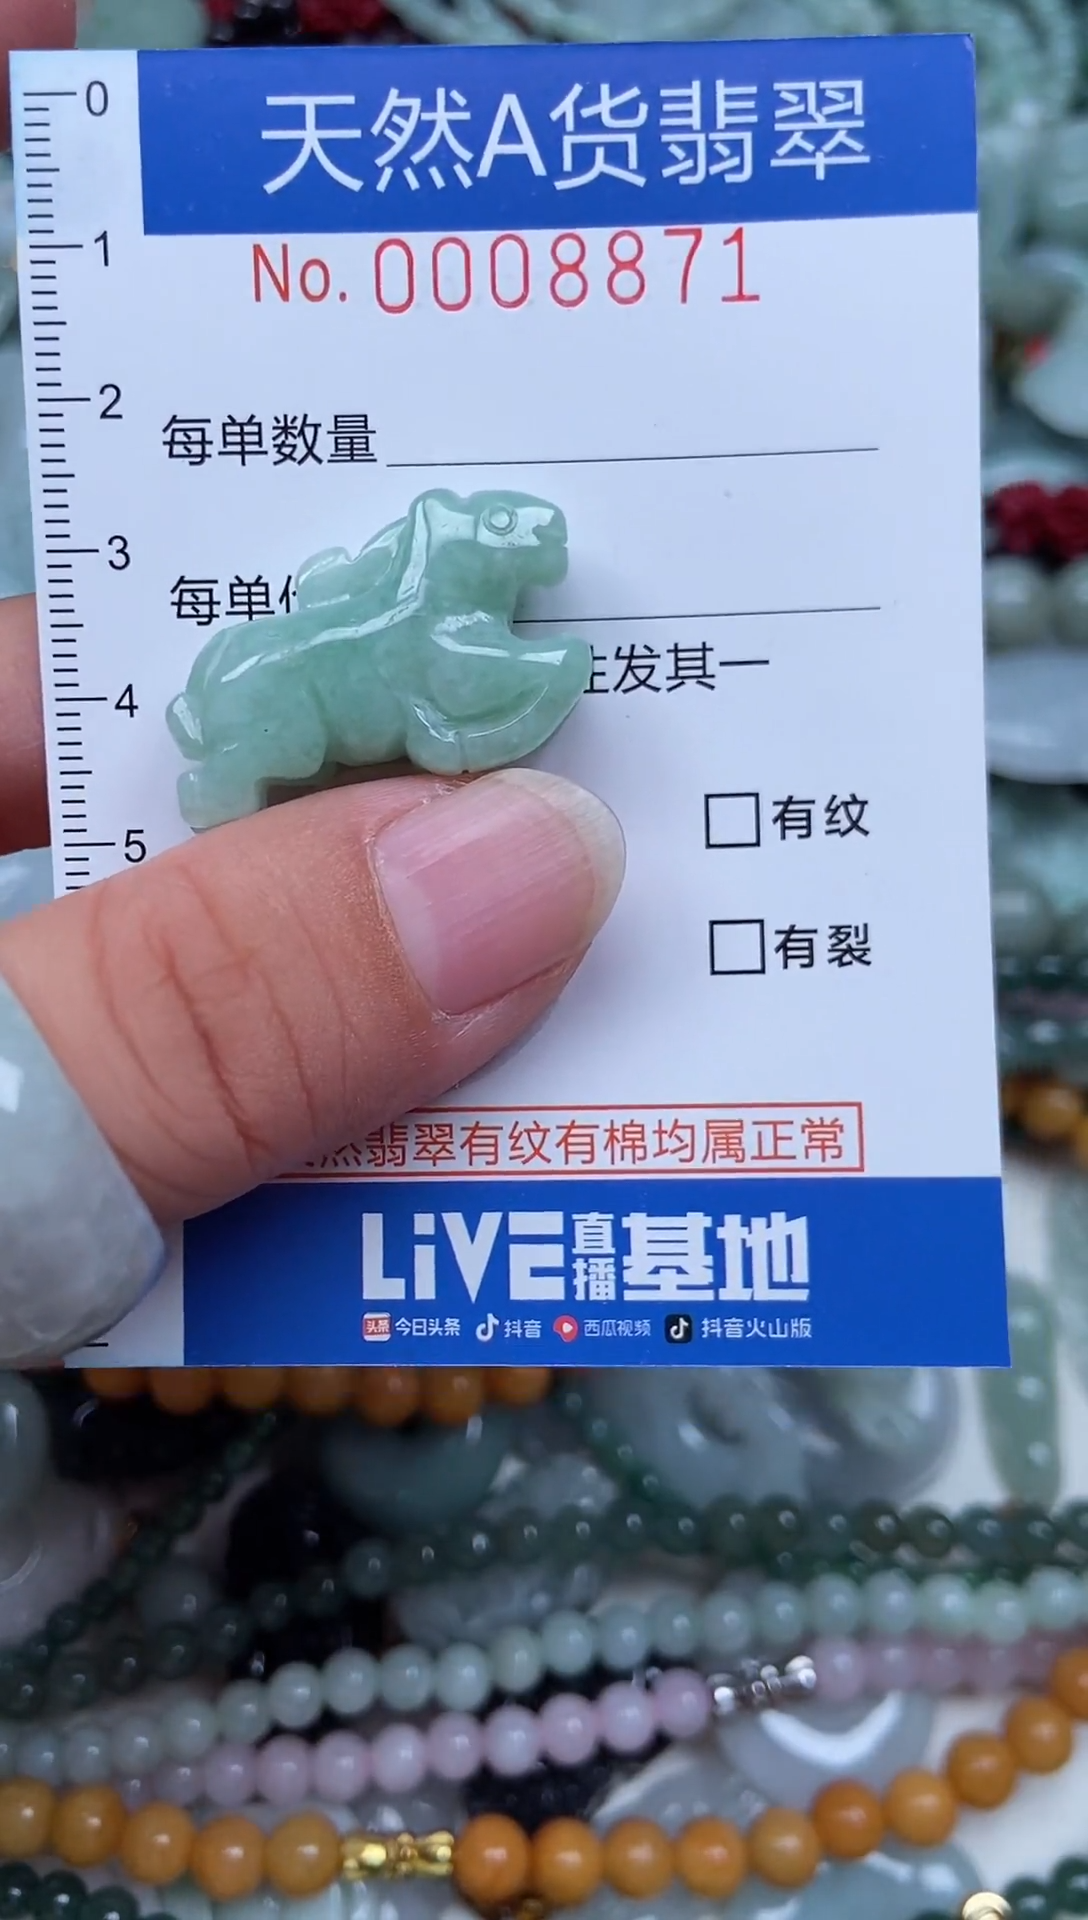 天然A货翡翠
No. 0008871
0
1
2
3
4
5
每单数量
每单
发其一
有纹
有裂
然翡翠有纹有棉均属正常
LiVE直播基地
头条 今日头条 抖音 西瓜视频 抖音火山版